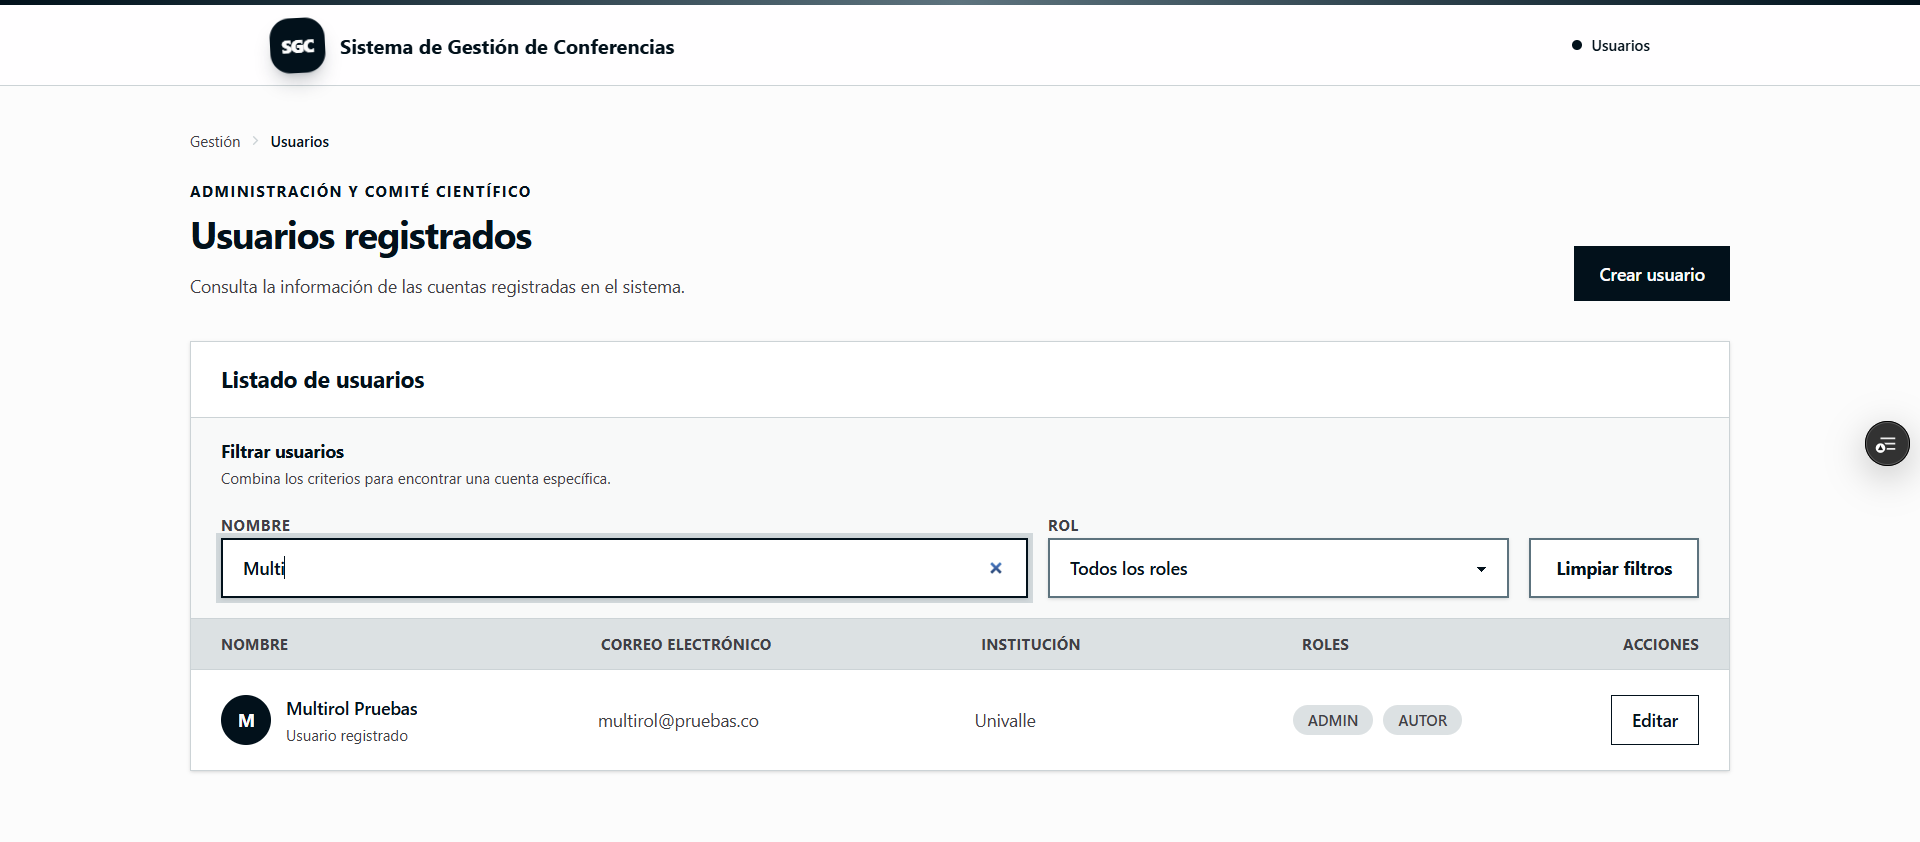 SGC Sistema de Gestión de Conferencias
Usuarios
Gestión > Usuarios
ADMINISTRACIÓN Y COMITÉ CIENTÍFICO
Usuarios registrados
Consulta la información de las cuentas registradas en el sistema.
Crear usuario
Listado de usuarios
Filtrar usuarios
Combina los criterios para encontrar una cuenta específica.
NOMBRE ROL
Multi Todos los roles Limpiar filtros
NOMBRE CORREO ELECTRÓNICO INSTITUCIÓN ROLES ACCIONES
M Multirol Pruebas multirol@pruebas.co Univalle ADMIN AUTOR Editar
Usuario registrado